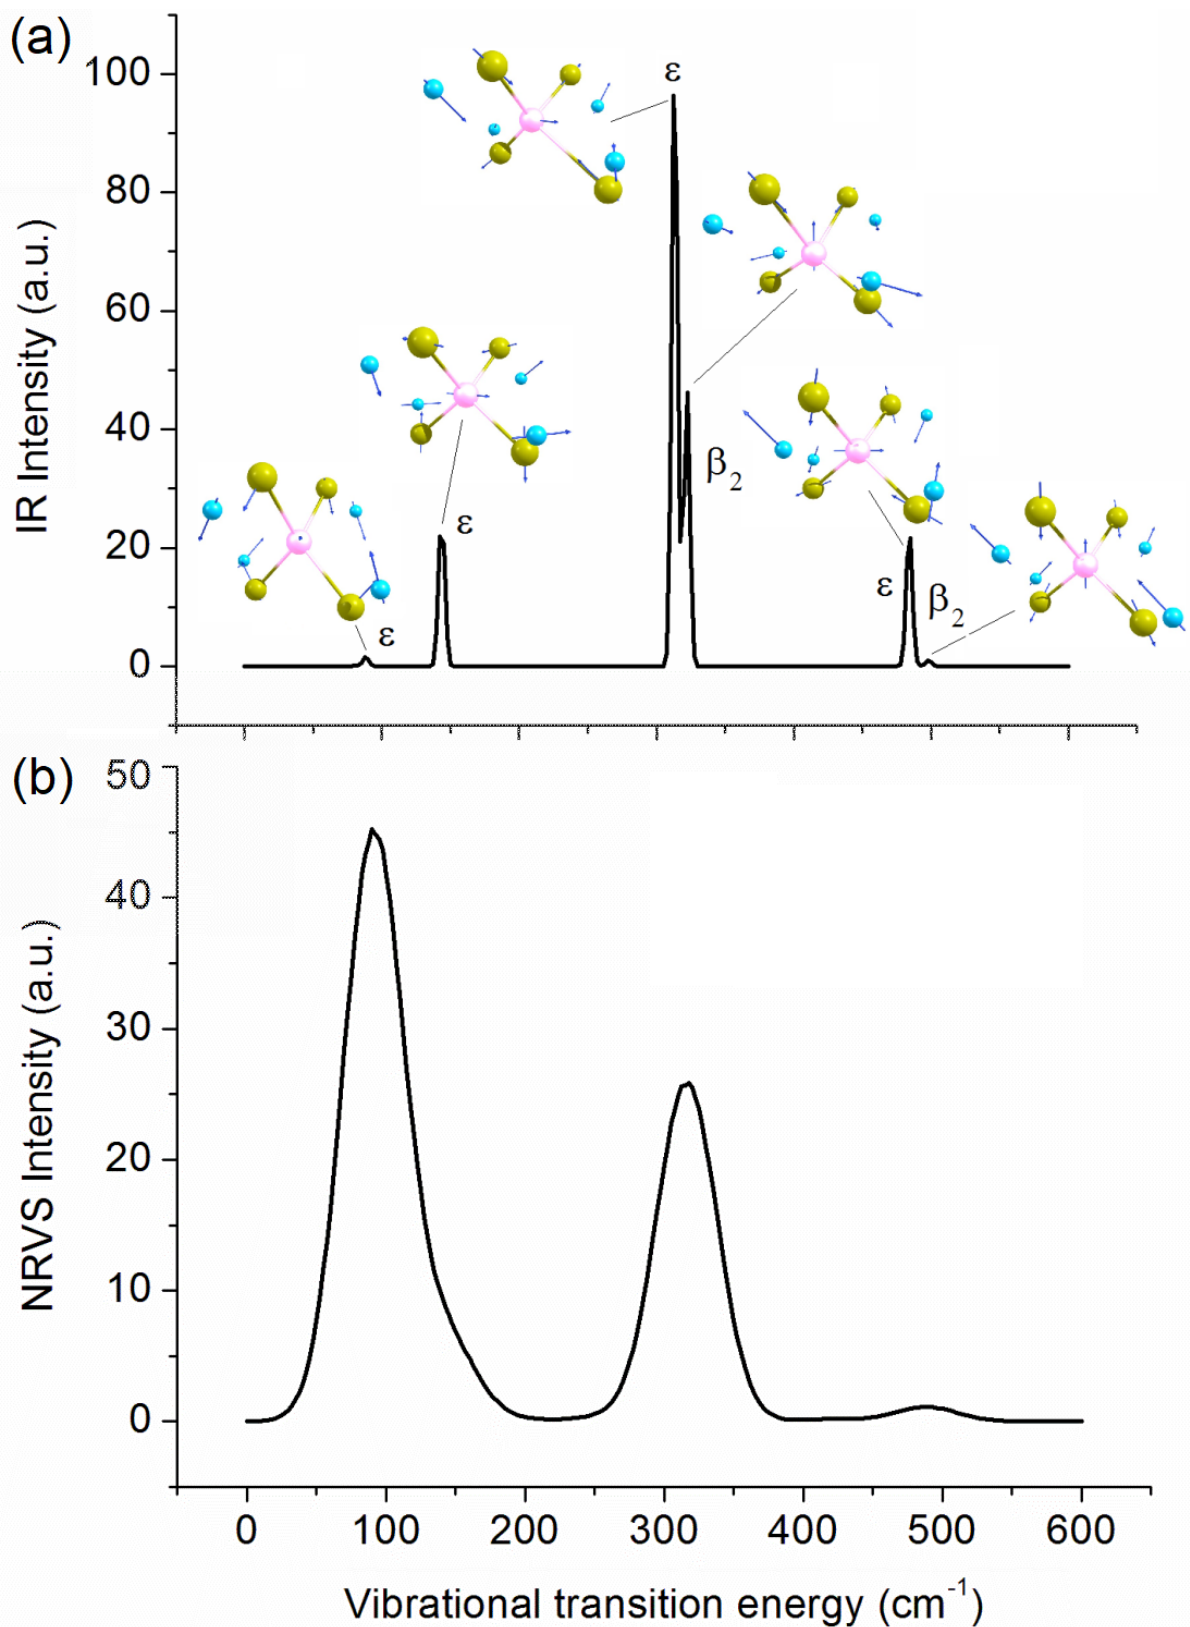 (a)
IR Intensity (a.u.)
100
80
60
40
20
0
ε
ε
ε
β2
ε
β2
(b)
NRVS Intensity (a.u.)
50
40
30
20
10
0
0 100 200 300 400 500 600
Vibrational transition energy (cm-1)